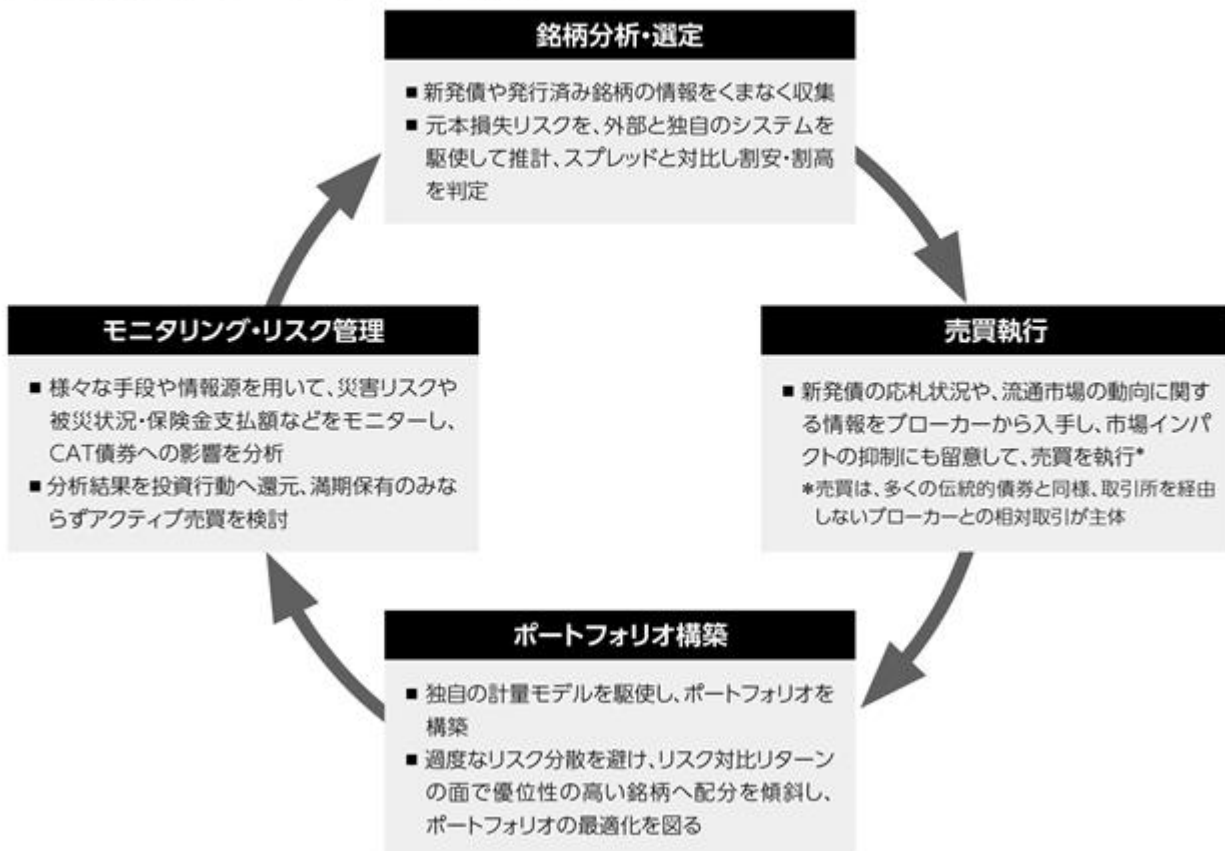 銘柄分析・選定
■ 新発債や発行済み銘柄の情報をくまなく収集
■ 元本損失リスクを、外部と独自のシステムを
駆使して推計、スプレッドと対比し割安・割高
を判定
モニタリング・リスク管理
■ 様々な手段や情報源を用いて、災害リスクや
被災状況・保険金支払額などをモニターし、
CAT債券への影響を分析
■ 分析結果を投資行動へ還元、満期保有のみな
らずアクティブ売買を検討
売買執行
■ 新発債の応札状況や、流通市場の動向に関す
る情報をブローカーから入手し、市場インパ
クトの抑制にも留意して、売買を執行*
*売買は、多くの伝統的債券と同様、取引所を経由
しないブローカーとの相対取引が主体
ポートフォリオ構築
■ 独自の計量モデルを駆使し、ポートフォリオを
構築
■ 過度なリスク分散を避け、リスク対比リターン
の面で優位性の高い銘柄へ配分を傾斜し、
ポートフォリオの最適化を図る